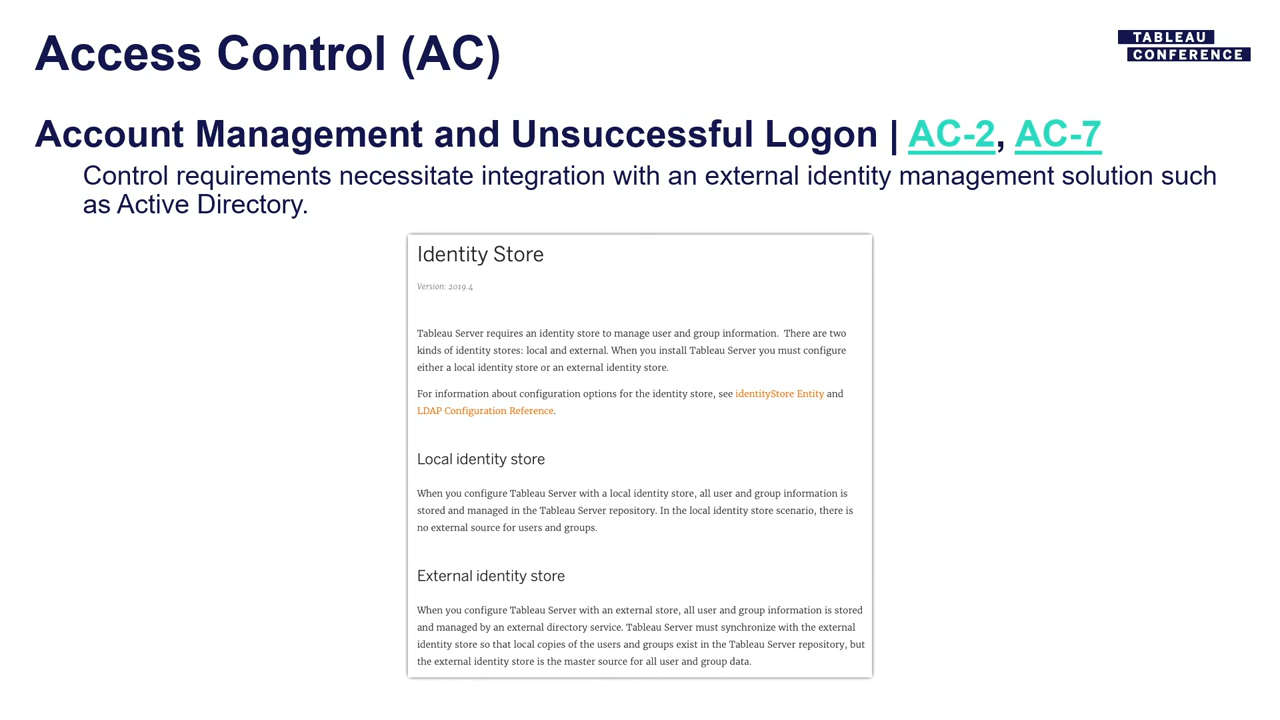 Access Control (AC)
TABLEAU
CONFERENCE
Account Management and Unsuccessful Logon | AC-2, AC-7
Control requirements necessitate integration with an external identity management solution such
as Active Directory.
Identity Store
Version: 2019.4
Tableau Server requires an identity store to manage user and group information.  There are two
kinds of identity stores: local and external. When you install Tableau Server you must configure
either a local identity store or an external identity store.
For information about configuration options for the identity store, see identityStore Entity and
LDAP Configuration Reference.
Local identity store
When you configure Tableau Server with a local identity store, all user and group information is
stored and managed in the Tableau Server repository. In the local identity store scenario, there is
no external source for users and groups.
External identity store
When you configure Tableau Server with an external store, all user and group information is stored
and managed by an external directory service. Tableau Server must synchronize with the external
identity store so that local copies of the users and groups exist in the Tableau Server repository, but
the external identity store is the master source for all user and group data.